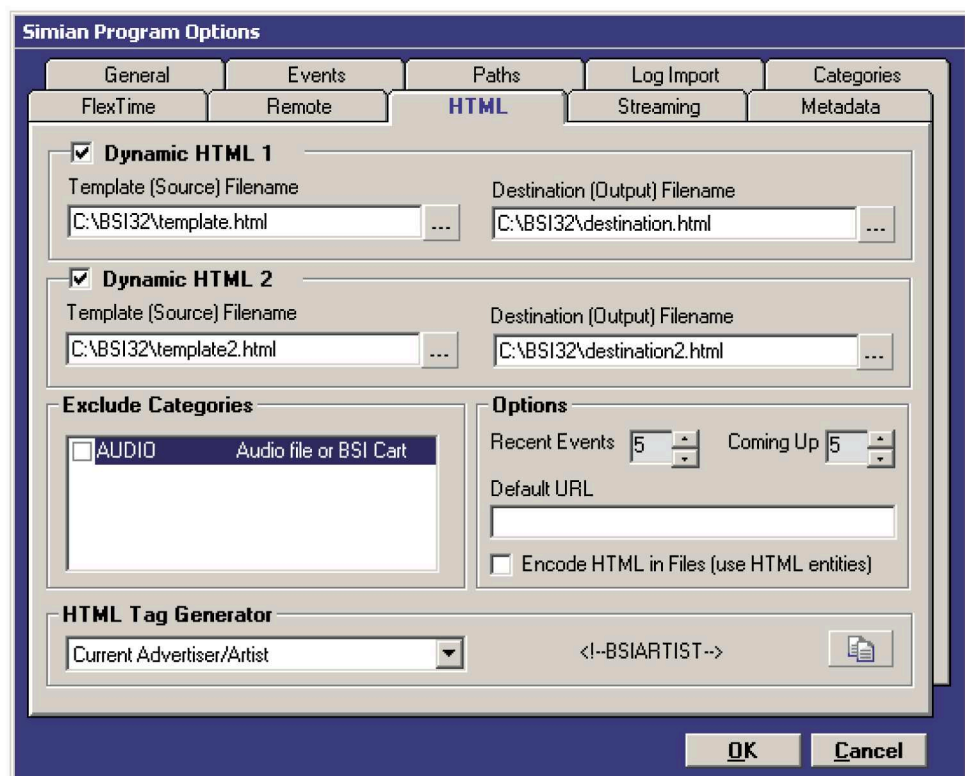 Simian Program Options
General Events Paths Log Import Categories
FlexTime Remote HTML Streaming Metadata
Dynamic HTML 1
Template (Source) Filename Destination (Output) Filename
C:\BSI32\template.html ... C:\BSI32\destination.html ...
Dynamic HTML 2
Template (Source) Filename Destination (Output) Filename
C:\BSI32\template2.html ... C:\BSI32\destination2.html ...
Exclude Categories Options
AUDIO Audio file or BSI Cart
Recent Events 5 Coming Up 5
Default URL
Encode HTML in Files (use HTML entities)
HTML Tag Generator
Current Advertiser/Artist <!--BSIARTIST-->
OK Cancel